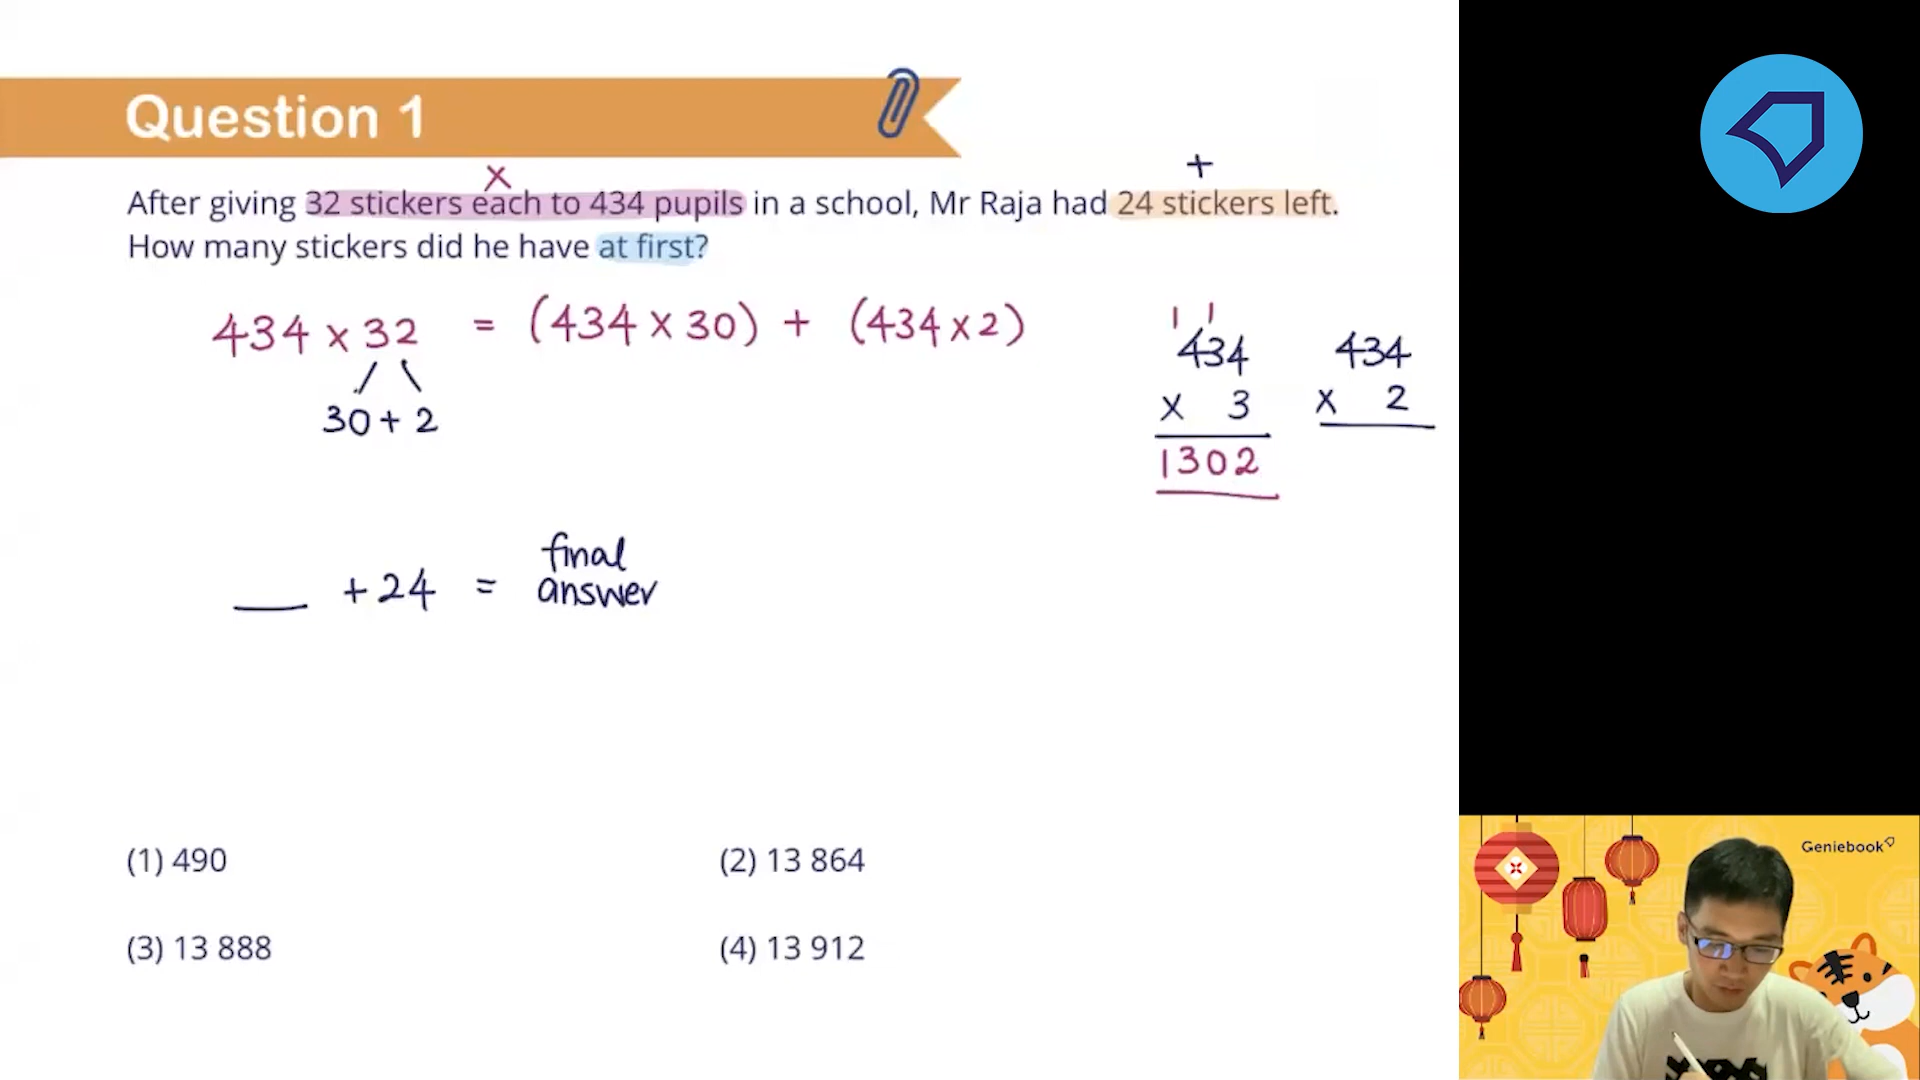 Question 1
×
+
After giving 32 stickers each to 434 pupils in a school, Mr Raja had 24 stickers left.
How many stickers did he have at first?
434 × 32 = (434 × 30) + (434 × 2)
30 + 2
1 1
434
× 3
1302
434
× 2
___ + 24 = final answer
(1) 490
(2) 13 864
(3) 13 888
(4) 13 912
Geniebook